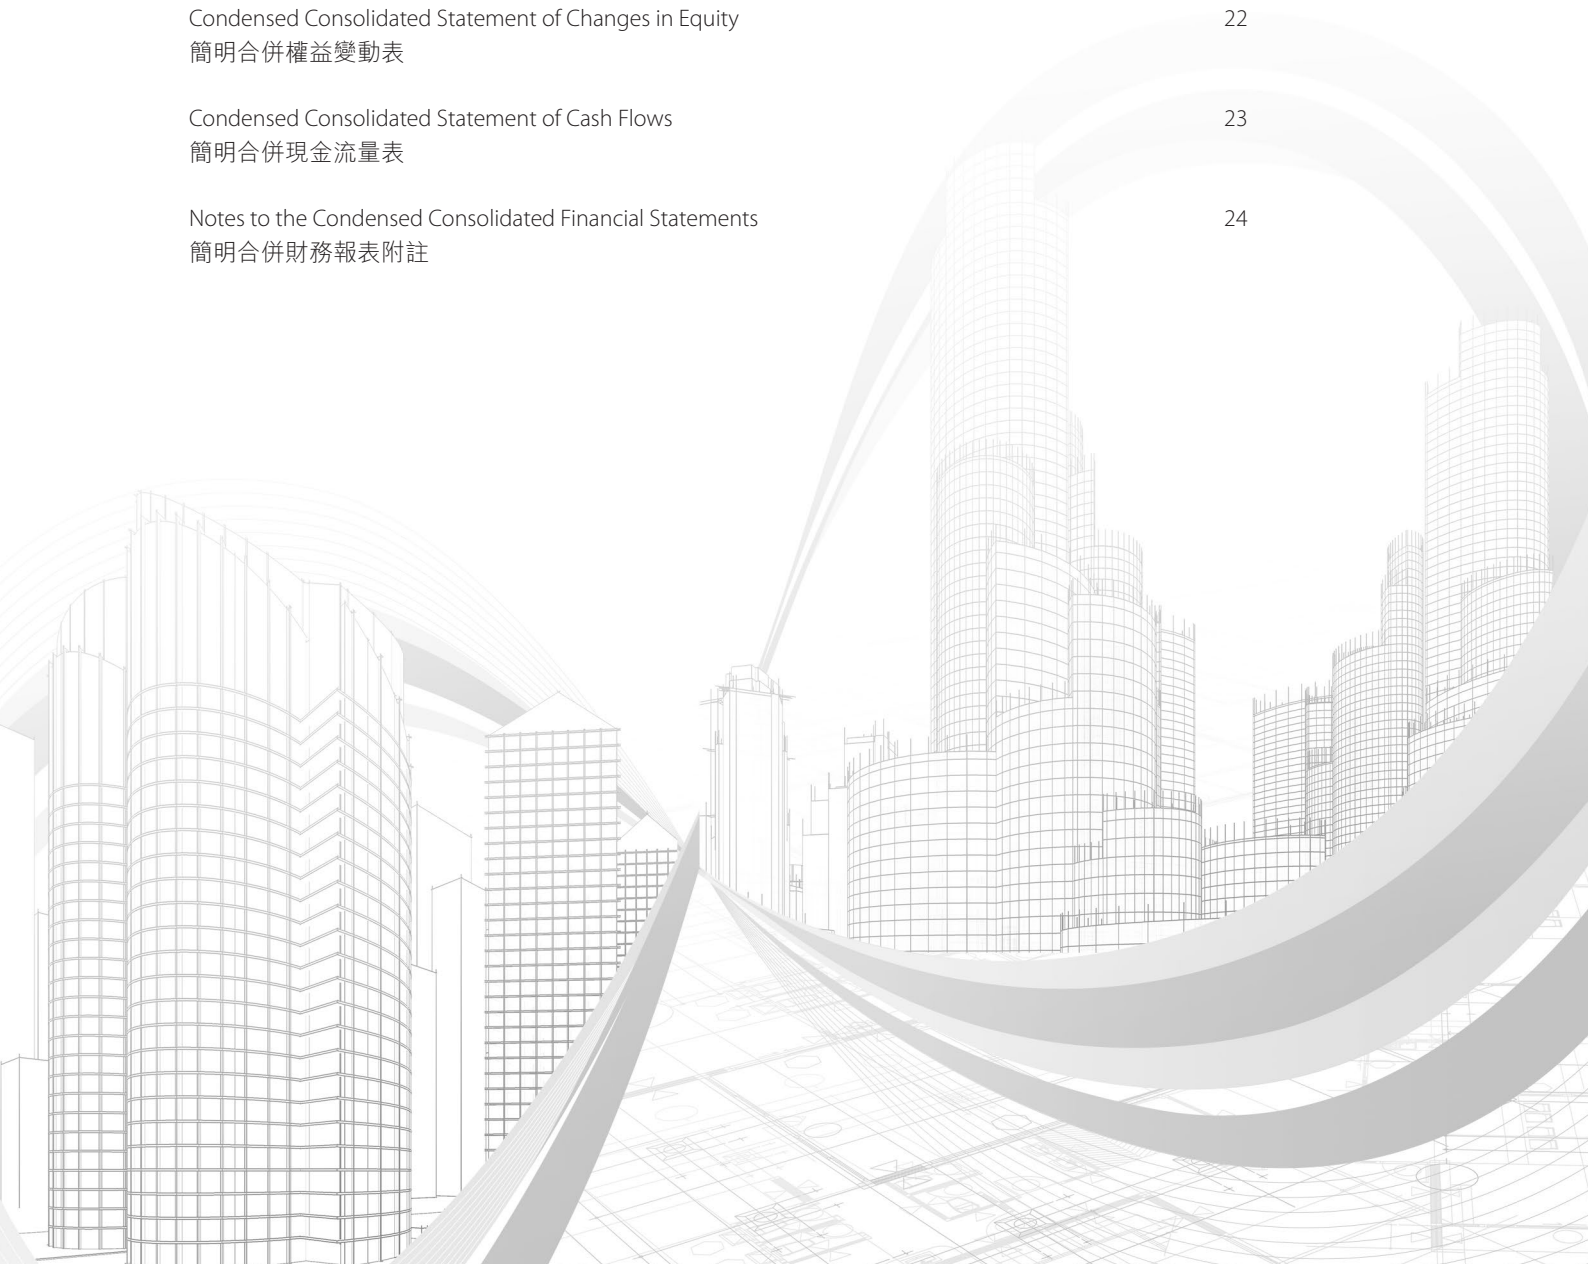 Condensed Consolidated Statement of Changes in Equity 22
簡明合併權益變動表
Condensed Consolidated Statement of Cash Flows 23
簡明合併現金流量表
Notes to the Condensed Consolidated Financial Statements 24
簡明合併財務報表附註